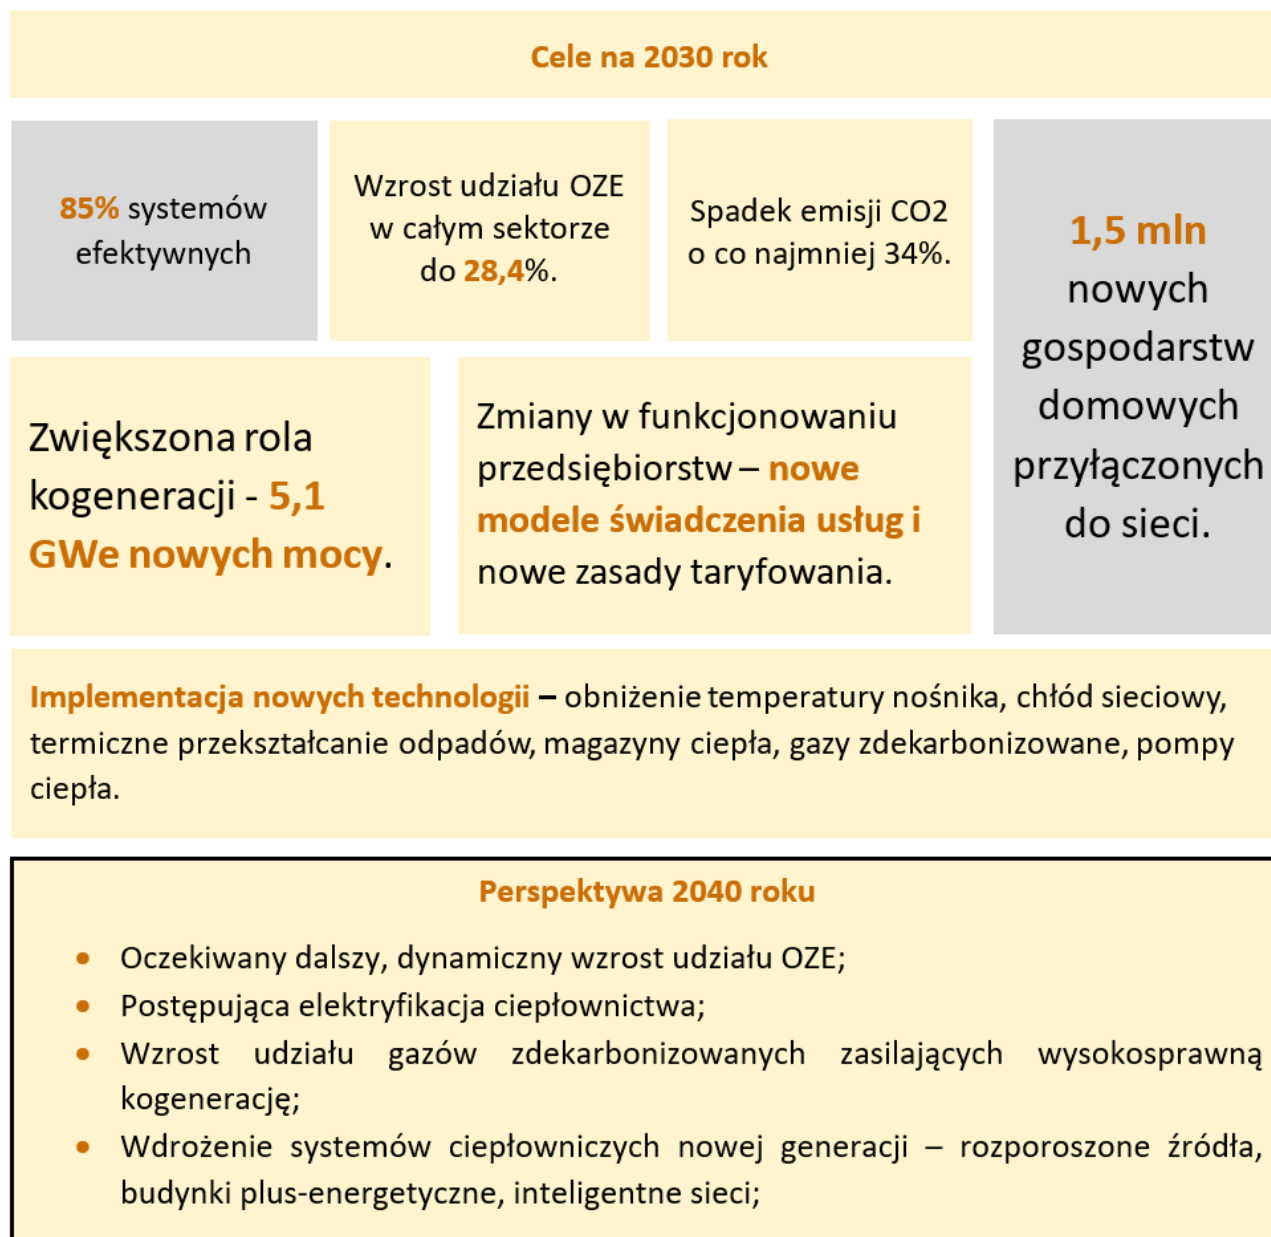 Cele na 2030 rok
85% systemów
efektywnych
Wzrost udziału OZE
w całym sektorze
do 28,4%.
Spadek emisji CO2
o co najmniej 34%.
1,5 mln
nowych
gospodarstw
domowych
przyłączonych
do sieci.
Zwiększona rola
kogeneracji - 5,1
GWe nowych mocy.
Zmiany w funkcjonowaniu
przedsiębiorstw – nowe
modele świadczenia usług i
nowe zasady taryfowania.
Implementacja nowych technologii – obniżenie temperatury nośnika, chłód sieciowy,
termiczne przekształcanie odpadów, magazyny ciepła, gazy zdekarbonizowane, pompy
ciepła.
Perspektywa 2040 roku
• Oczekiwany dalszy, dynamiczny wzrost udziału OZE;
• Postępująca elektryfikacja ciepłownictwa;
• Wzrost udziału gazów zdekarbonizowanych zasilających wysokosprawną
kogenerację;
• Wdrożenie systemów ciepłowniczych nowej generacji – rozporoszone źródła,
budynki plus-energetyczne, inteligentne sieci;